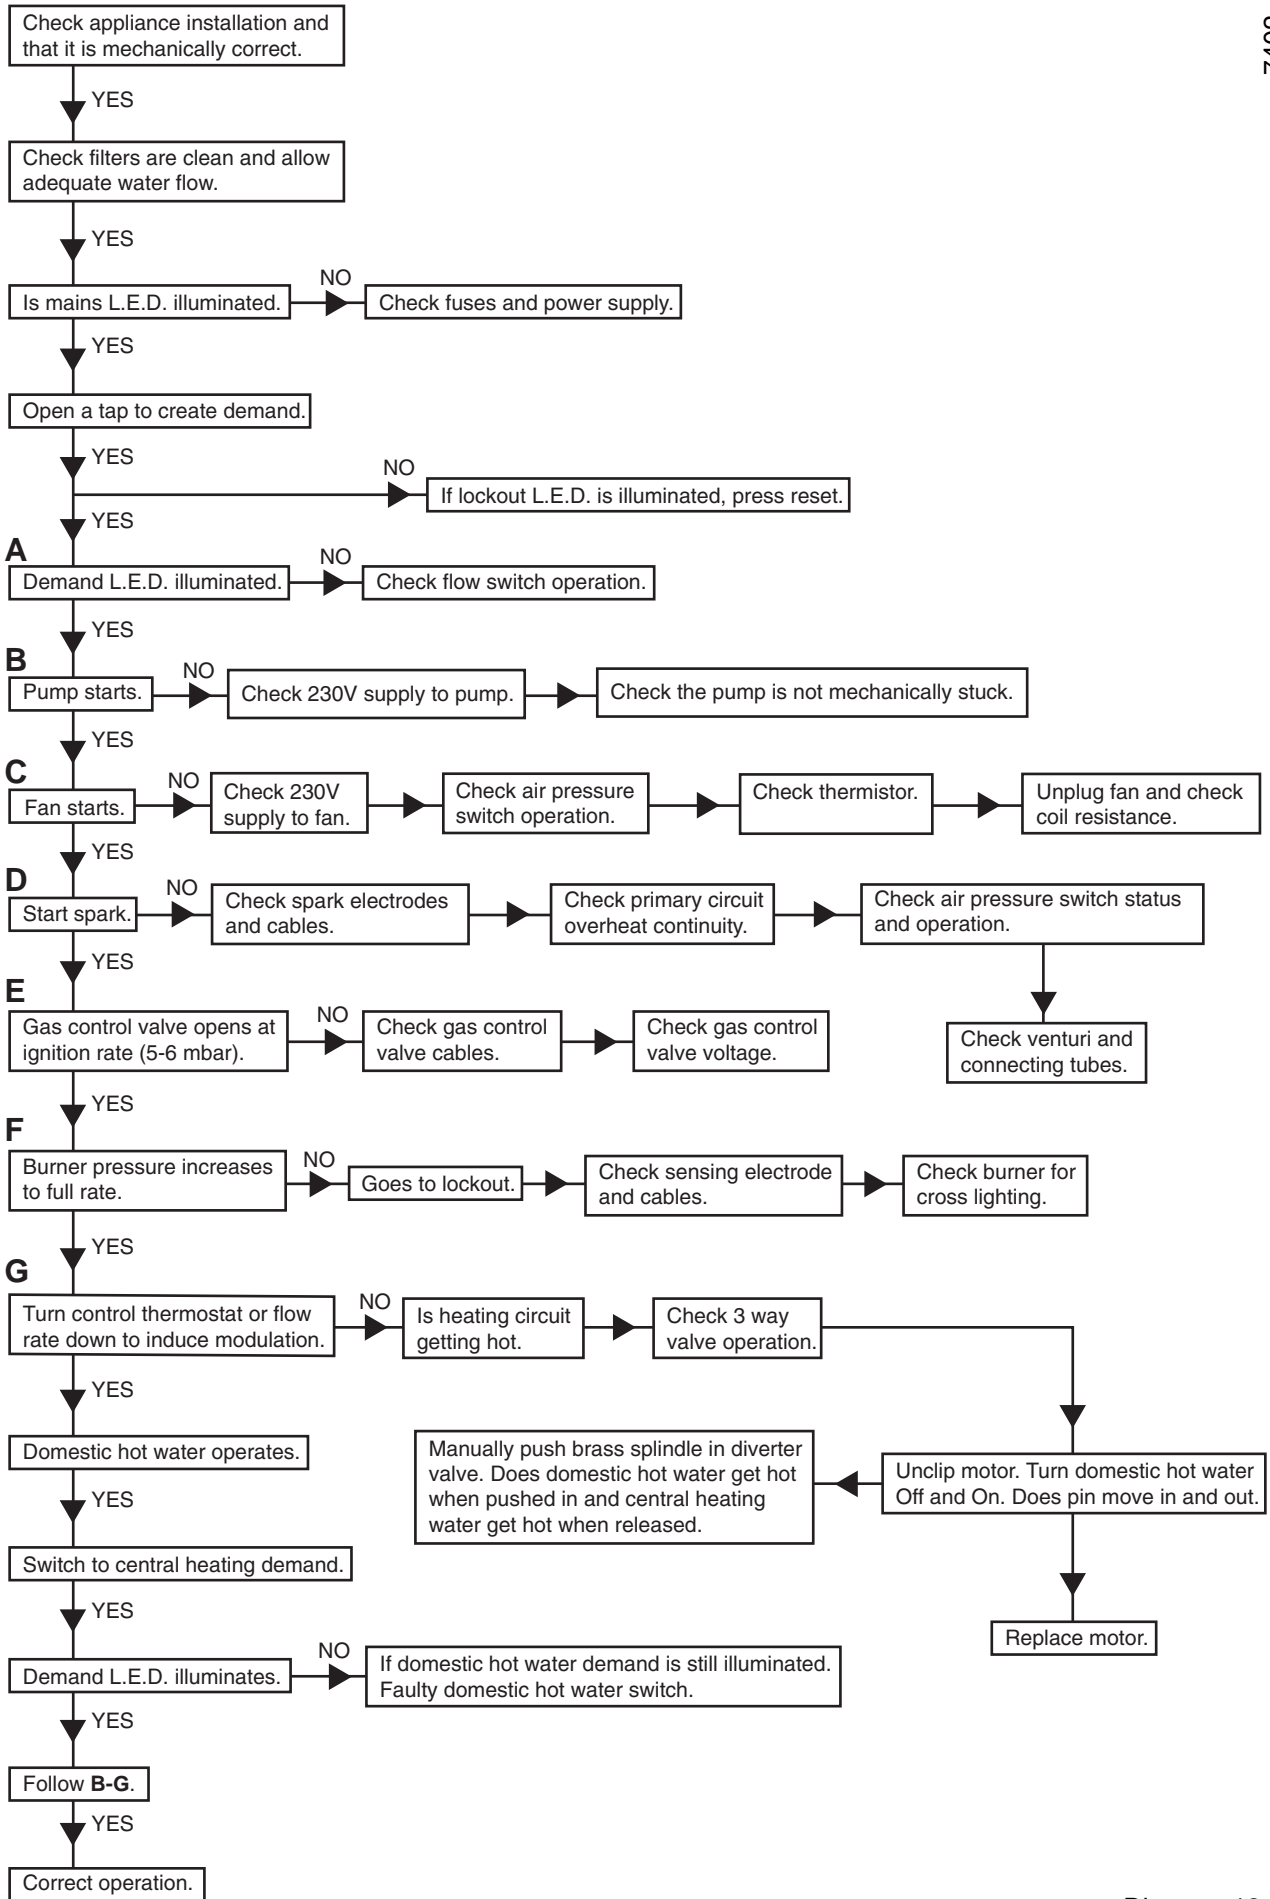 Check appliance installation and
that it is mechanically correct.
YES
Check filters are clean and allow
adequate water flow.
YES
Is mains L.E.D. illuminated.
NO
Check fuses and power supply.
YES
Open a tap to create demand.
YES
NO
If lockout L.E.D. is illuminated, press reset.
YES
A
Demand L.E.D. illuminated.
NO
Check flow switch operation.
YES
B
Pump starts.
NO
Check 230V supply to pump.
Check the pump is not mechanically stuck.
YES
C
Fan starts.
NO
Check 230V
supply to fan.
Check air pressure
switch operation.
Check thermistor.
Unplug fan and check
coil resistance.
YES
D
Start spark.
NO
Check spark electrodes
and cables.
Check primary circuit
overheat continuity.
Check air pressure switch status
and operation.
Check venturi and
connecting tubes.
YES
E
Gas control valve opens at
ignition rate (5-6 mbar).
NO
Check gas control
valve cables.
Check gas control
valve voltage.
YES
F
Burner pressure increases
to full rate.
NO
Goes to lockout.
Check sensing electrode
and cables.
Check burner for
cross lighting.
YES
G
Turn control thermostat or flow
rate down to induce modulation.
NO
Is heating circuit
getting hot.
Check 3 way
valve operation.
Unclip motor. Turn domestic hot water
Off and On. Does pin move in and out.
Manually push brass splindle in diverter
valve. Does domestic hot water get hot
when pushed in and central heating
water get hot when released.
Replace motor.
YES
Domestic hot water operates.
YES
Switch to central heating demand.
YES
Demand L.E.D. illuminates.
NO
If domestic hot water demand is still illuminated.
Faulty domestic hot water switch.
YES
Follow B-G.
YES
Correct operation.